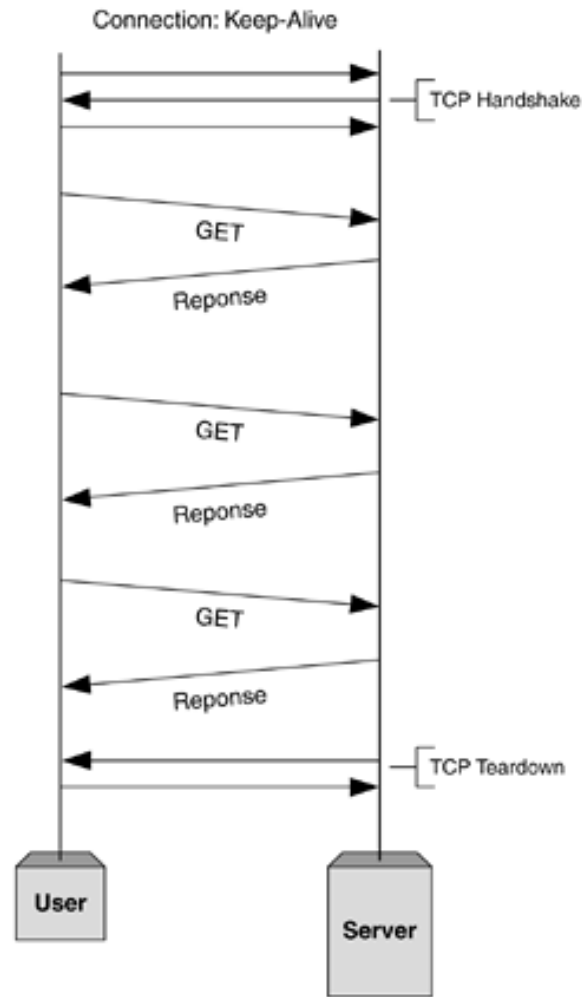 Connection: Keep-Alive
TCP Handshake
GET
Reponse
GET
Reponse
GET
Reponse
TCP Teardown
User
Server